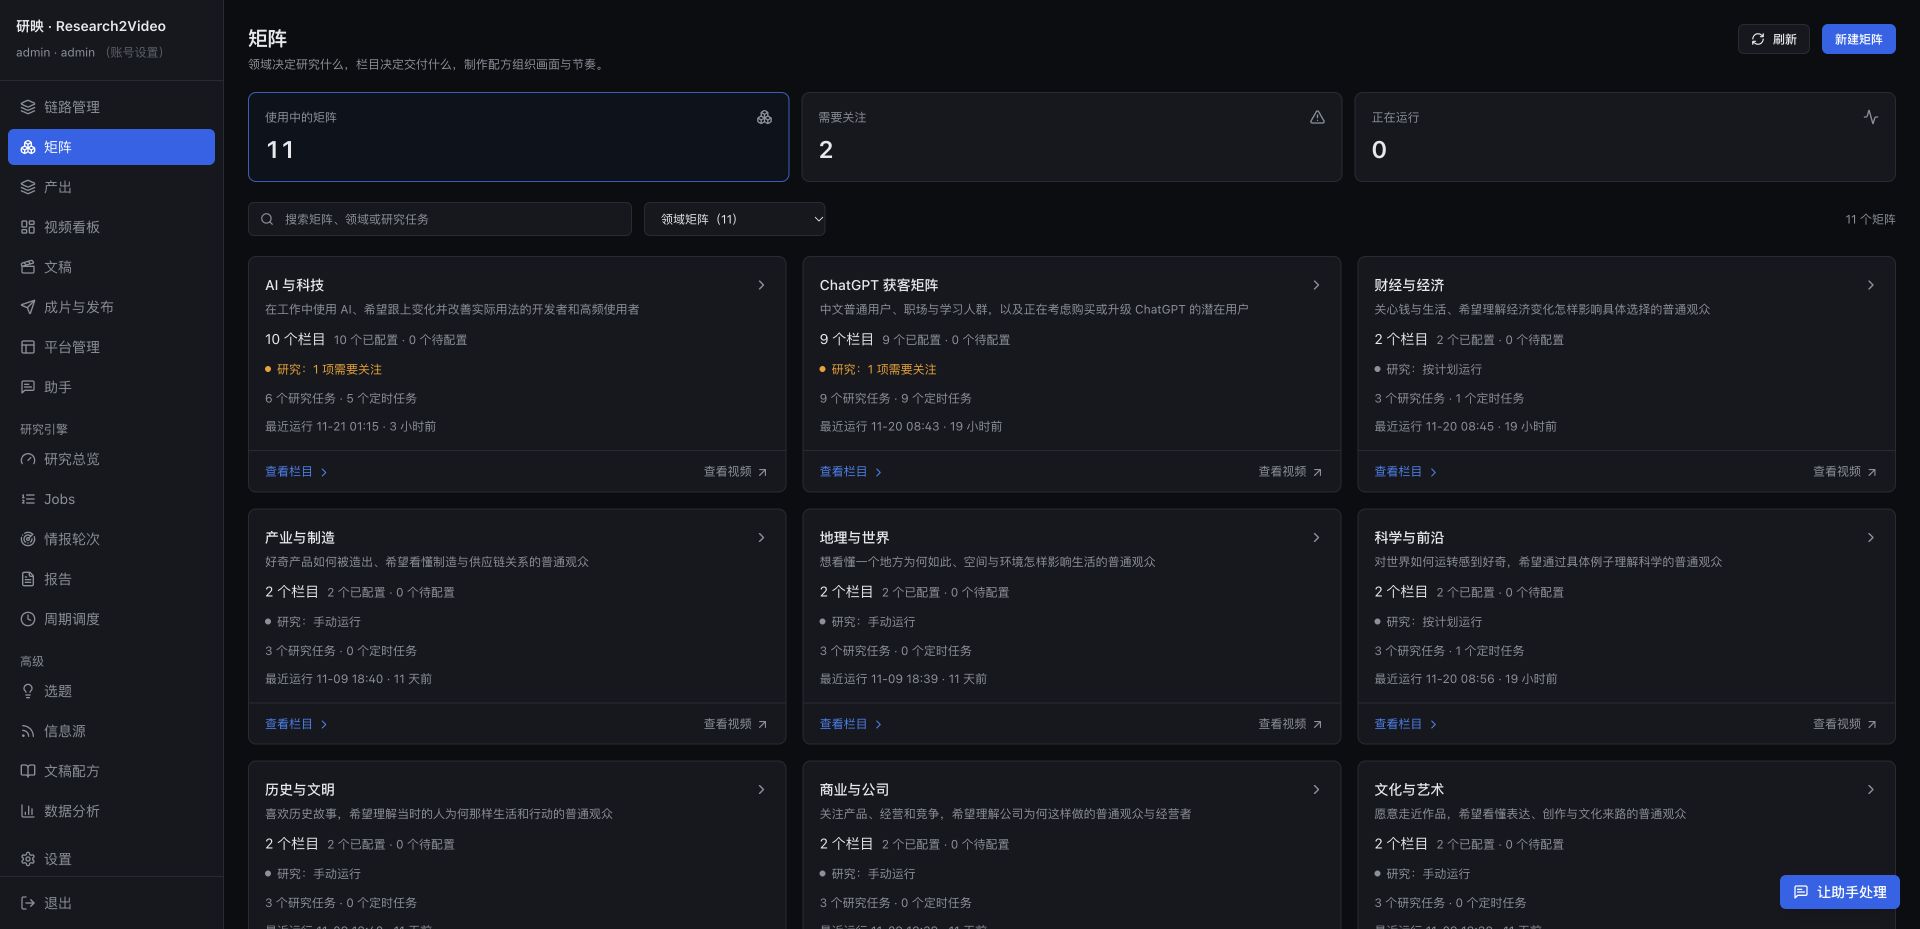 研映 · Research2Video
admin · admin （账号设置）
链路管理
矩阵
产出
视频看板
文稿
成片与发布
平台管理
助手
研究引擎
研究总览
Jobs
情报轮次
报告
周期调度
高级
选题
信息源
文稿配方
数据分析
设置
退出
矩阵
领域决定研究什么，栏目决定交付什么，制作配方组织画面与节奏。
刷新
新建矩阵
使用中的矩阵
11
需要关注
2
正在运行
0
搜索矩阵、领域或研究任务
领域矩阵（11）
11 个矩阵
AI 与科技
在工作中使用 AI、希望跟上变化并改善实际用法的开发者和高频使用者
10 个栏目 10 个已配置 · 0 个待配置
研究：1 项需要关注
6 个研究任务 · 5 个定时任务
最近运行 11-21 01:15 · 3 小时前
查看栏目
查看视频
ChatGPT 获客矩阵
中文普通用户、职场与学习人群，以及正在考虑购买或升级 ChatGPT 的潜在用户
9 个栏目 9 个已配置 · 0 个待配置
研究：1 项需要关注
9 个研究任务 · 9 个定时任务
最近运行 11-20 08:43 · 19 小时前
查看栏目
查看视频
财经与经济
关心钱与生活、希望理解经济变化怎样影响具体选择的普通观众
2 个栏目 2 个已配置 · 0 个待配置
研究：按计划运行
3 个研究任务 · 1 个定时任务
最近运行 11-20 08:45 · 19 小时前
查看栏目
查看视频
产业与制造
好奇产品如何被造出、希望看懂制造与供应链关系的普通观众
2 个栏目 2 个已配置 · 0 个待配置
研究：手动运行
3 个研究任务 · 0 个定时任务
最近运行 11-09 18:40 · 11 天前
查看栏目
查看视频
地理与世界
想看懂一个地方为何如此、空间与环境怎样影响生活的普通观众
2 个栏目 2 个已配置 · 0 个待配置
研究：手动运行
3 个研究任务 · 0 个定时任务
最近运行 11-09 18:39 · 11 天前
查看栏目
查看视频
科学与前沿
对世界如何运转感到好奇，希望通过具体例子理解科学的普通观众
2 个栏目 2 个已配置 · 0 个待配置
研究：按计划运行
3 个研究任务 · 1 个定时任务
最近运行 11-20 08:56 · 19 小时前
查看栏目
查看视频
历史与文明
喜欢历史故事，希望理解当时的人为何那样生活和行动的普通观众
2 个栏目 2 个已配置 · 0 个待配置
研究：手动运行
3 个研究任务 · 0 个定时任务
商业与公司
关注产品、经营和竞争，希望理解公司为何这样做的普通观众与经营者
2 个栏目 2 个已配置 · 0 个待配置
研究：手动运行
3 个研究任务 · 0 个定时任务
文化与艺术
愿意走近作品，希望看懂表达、创作与文化来路的普通观众
2 个栏目 2 个已配置 · 0 个待配置
研究：手动运行
3 个研究任务 · 0 个定时任务
让助手处理